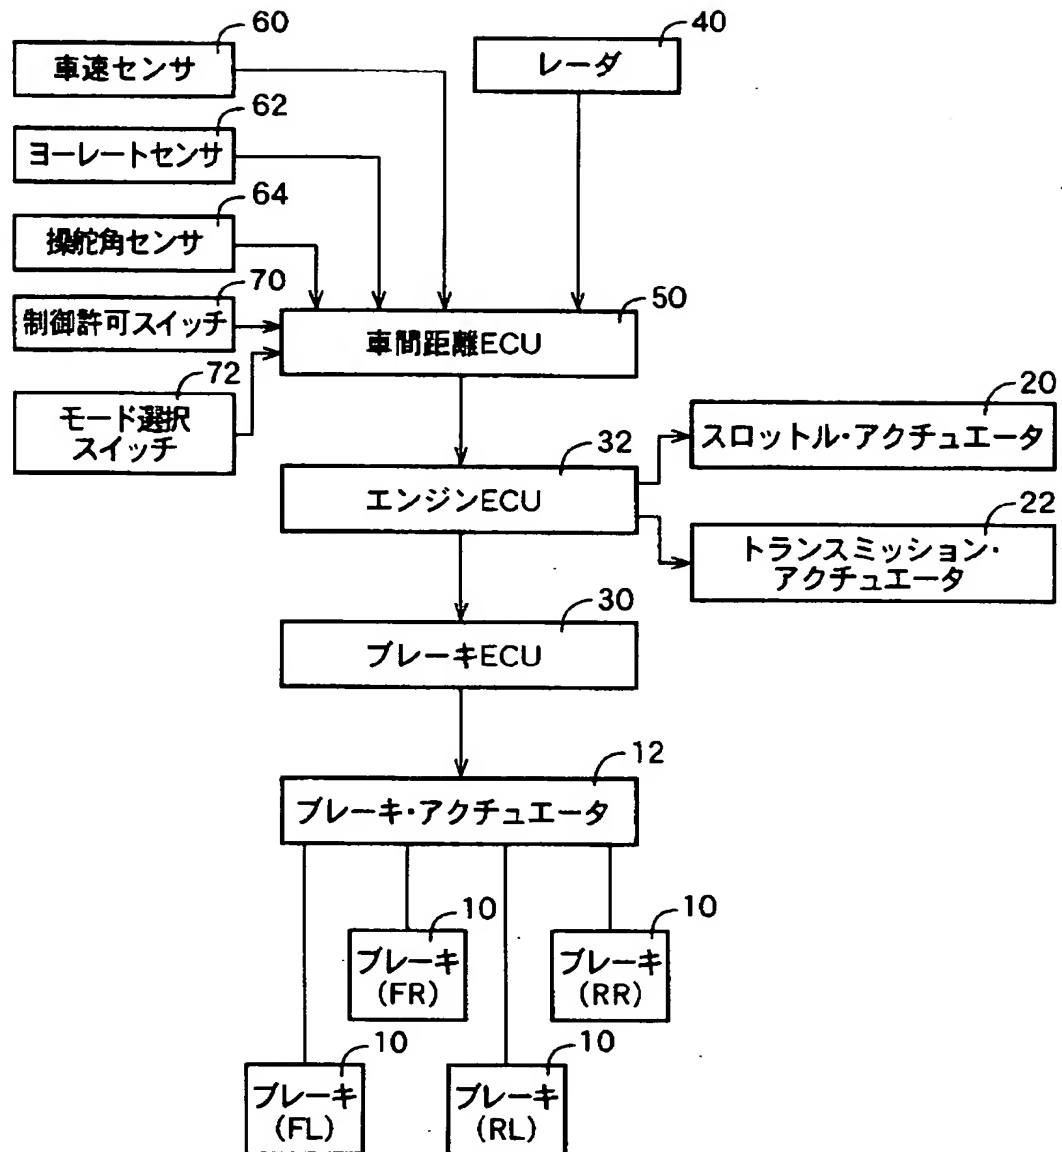 60
車速センサ
40
レーダ
62
ヨーレートセンサ
64
操舵角センサ
70
制御許可スイッチ
50
車間距離ECU
72
モード選択
スイッチ
20
スロットル・アクチュエータ
32
エンジンECU
22
トランスミッション・
アクチュエータ
30
ブレーキECU
12
ブレーキ・アクチュエータ
10
ブレーキ
(FR)
10
ブレーキ
(RR)
10
ブレーキ
(FL)
10
ブレーキ
(RL)